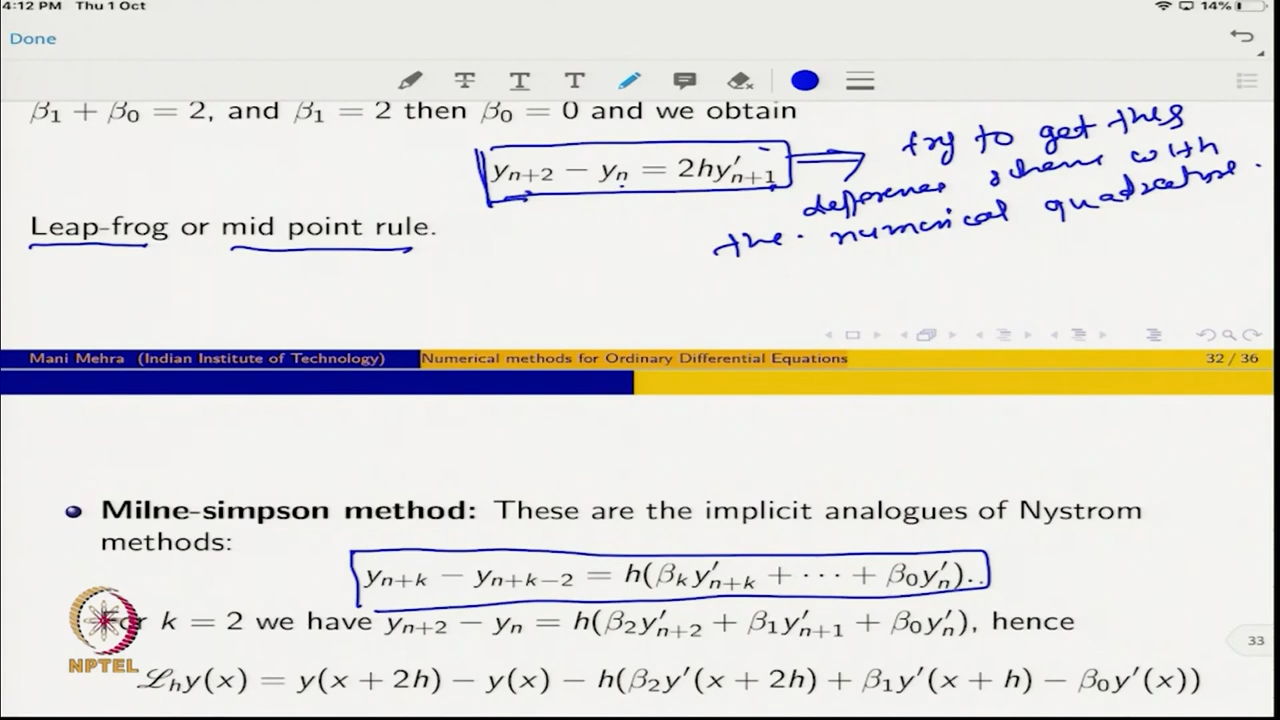 4:12 PM Thu 1 Oct
14%
Done
β₁ + β₀ = 2, and β₁ = 2 then β₀ = 0 and we obtain
yₙ₊₂ − yₙ = 2hy′ₙ₊₁
try to get this
difference scheme with
the numerical quadrature.
Leap-frog or mid point rule.
Mani Mehra (Indian Institute of Technology) Numerical methods for Ordinary Differential Equations 32 / 36
Milne-simpson method: These are the implicit analogues of Nystrom
methods:
yₙ₊ₖ − yₙ₊ₖ₋₂ = h(βₖy′ₙ₊ₖ + ··· + β₀y′ₙ)..
For k = 2 we have yₙ₊₂ − yₙ = h(β₂y′ₙ₊₂ + β₁y′ₙ₊₁ + β₀y′ₙ), hence
33
NPTEL
ℒₕy(x) = y(x + 2h) − y(x) − h(β₂y′(x + 2h) + β₁y′(x + h) − β₀y′(x))